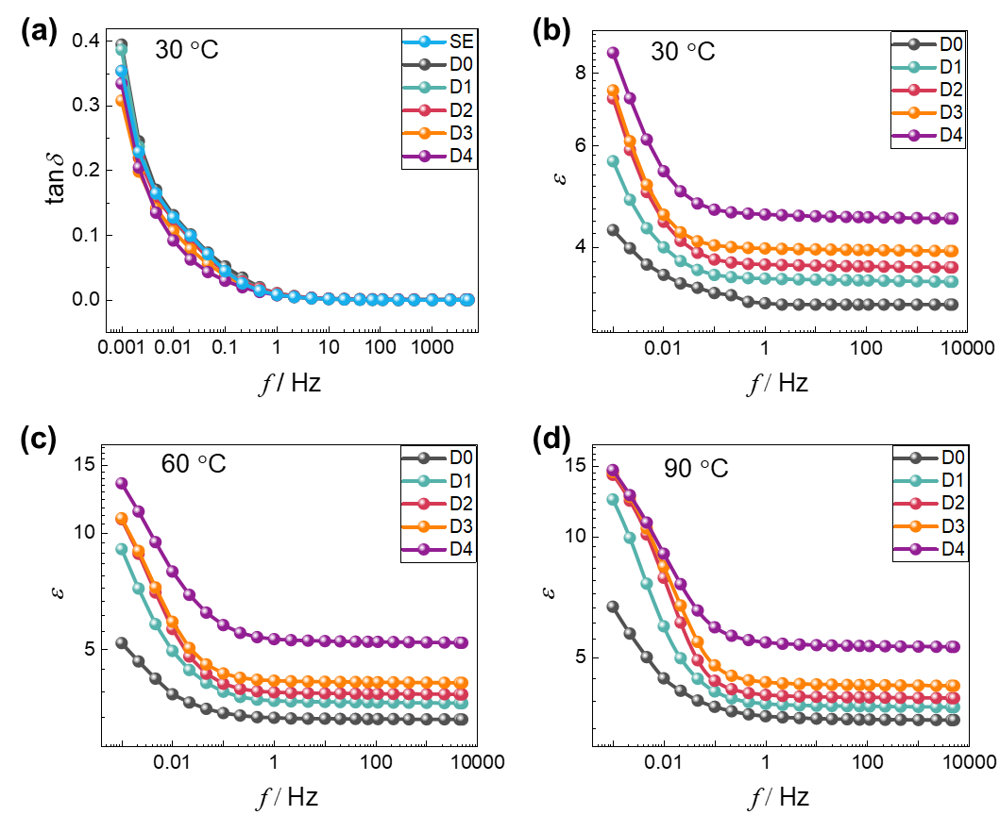 (a)
30 °C
SE
D0
D1
D2
D3
D4
0.4
0.3
0.2
0.1
0.0
tanδ
0.001 0.01 0.1 1 10 100 1000
f / Hz
(b)
30 °C
D0
D1
D2
D3
D4
8
6
4
ε
0.01 1 100 10000
f / Hz
(c)
60 °C
D0
D1
D2
D3
D4
15
10
5
ε
0.01 1 100 10000
f / Hz
(d)
90 °C
D0
D1
D2
D3
D4
15
10
5
ε
0.01 1 100 10000
f / Hz